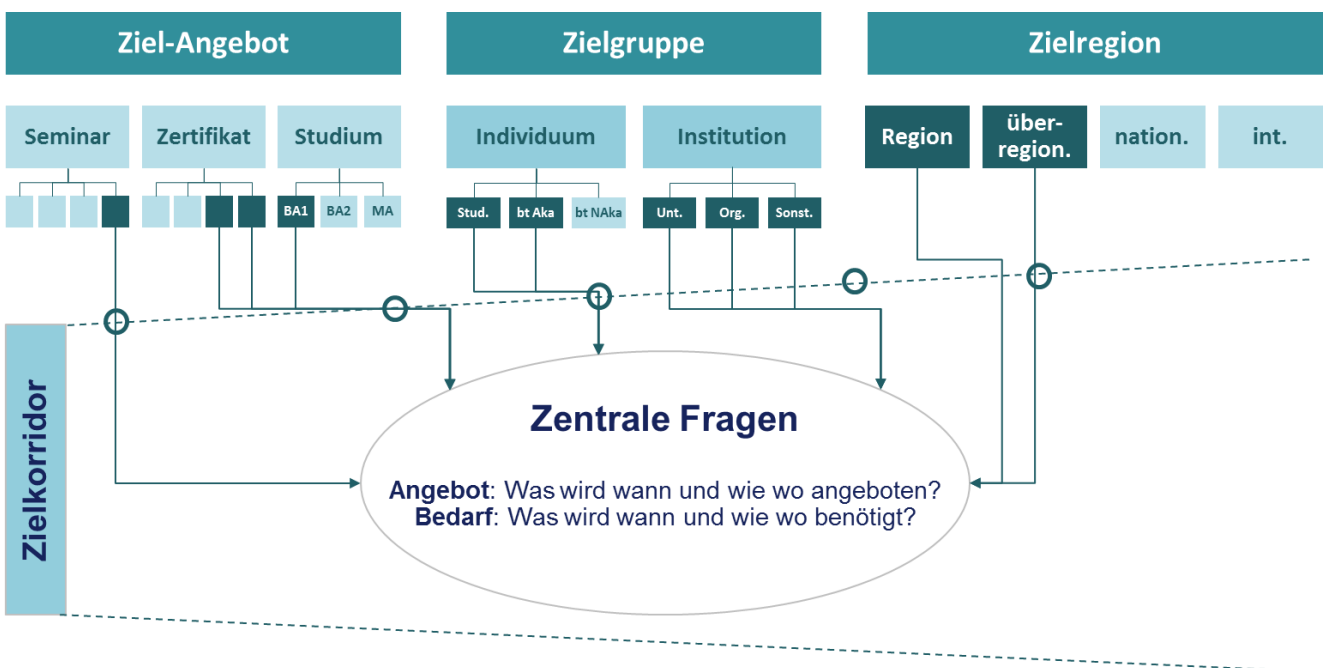 Ziel-Angebot
Zielgruppe
Zielregion
Seminar
Zertifikat
Studium
Individuum
Institution
Region
über-
region.
nation.
int.
BA1
BA2
MA
Stud.
bt Aka
bt NAka
Unt.
Org.
Sonst.
Zielkorridor
Zentrale Fragen
Angebot: Was wird wann und wie wo angeboten?
Bedarf: Was wird wann und wie wo benötigt?